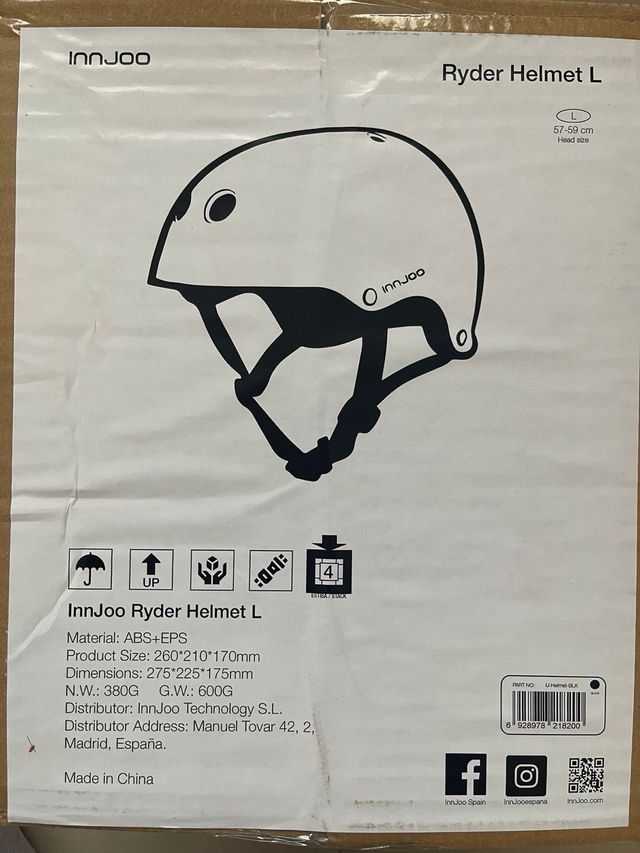 InnJoo
Ryder Helmet L
L
57-59 cm
Head size
InnJoo
UP
4
ESTIBA / STACK
InnJoo Ryder Helmet L
Material: ABS+EPS
Product Size: 260*210*170mm
Dimensions: 275*225*175mm
N.W.: 380G G.W.: 600G
Distributor: InnJoo Technology S.L.
Distributor Address: Manuel Tovar 42, 2,
Madrid, España.
Made in China
PART NO: U-Helmet-BLK
BLACK
6 928978 218200
InnJoo Spain
InnJooespana
InnJoo.com